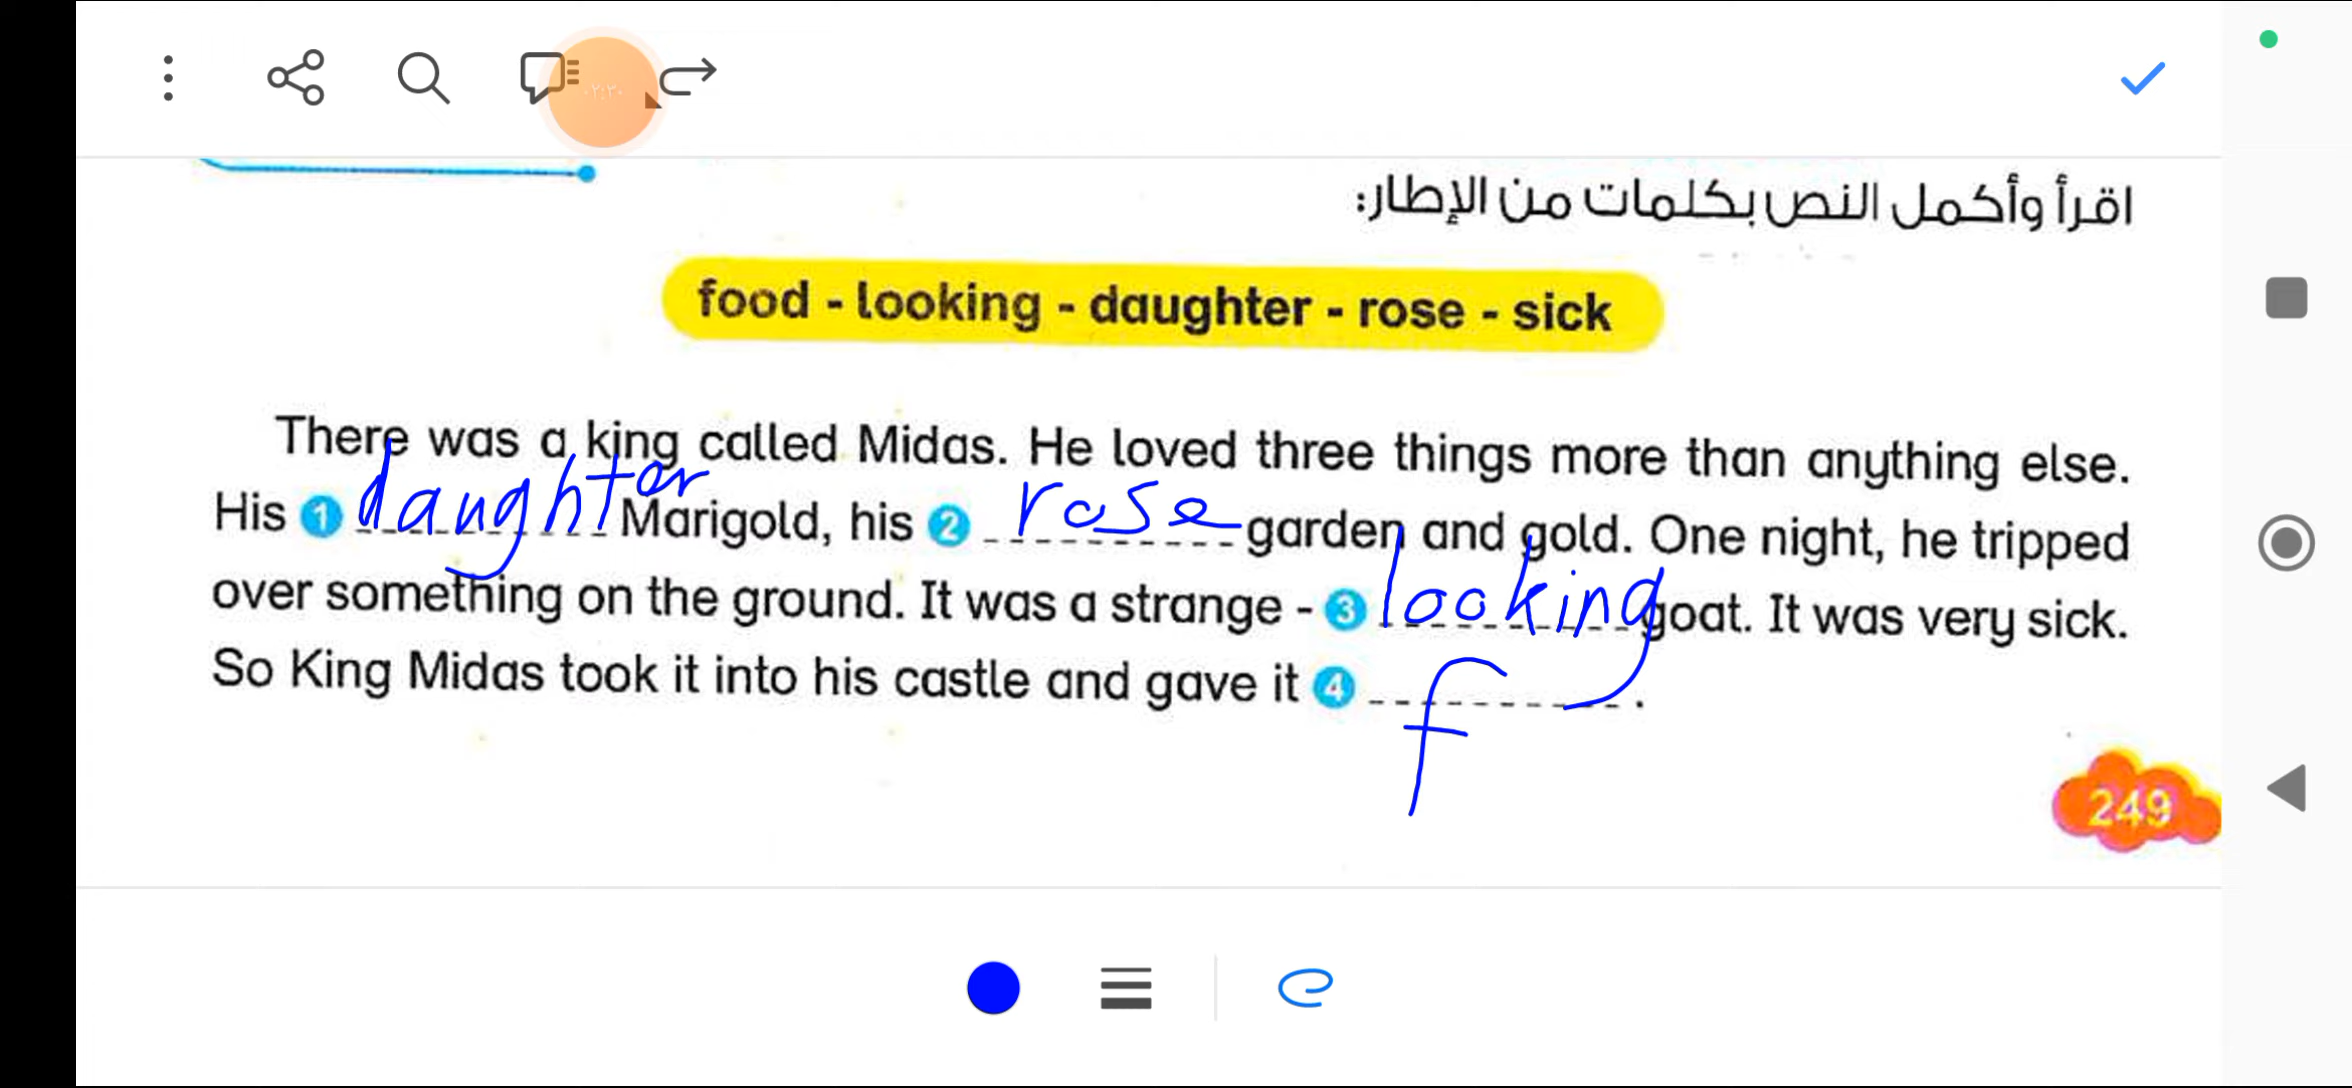 ٠٢:٢٠
اقرأ وأكمل النص بكلمات من الإطار:
food - looking - daughter - rose - sick
There was a king called Midas. He loved three things more than anything else.
His 1 daughter Marigold, his 2 rose garden and gold. One night, he tripped
over something on the ground. It was a strange - 3 looking goat. It was very sick.
So King Midas took it into his castle and gave it 4 f .
249